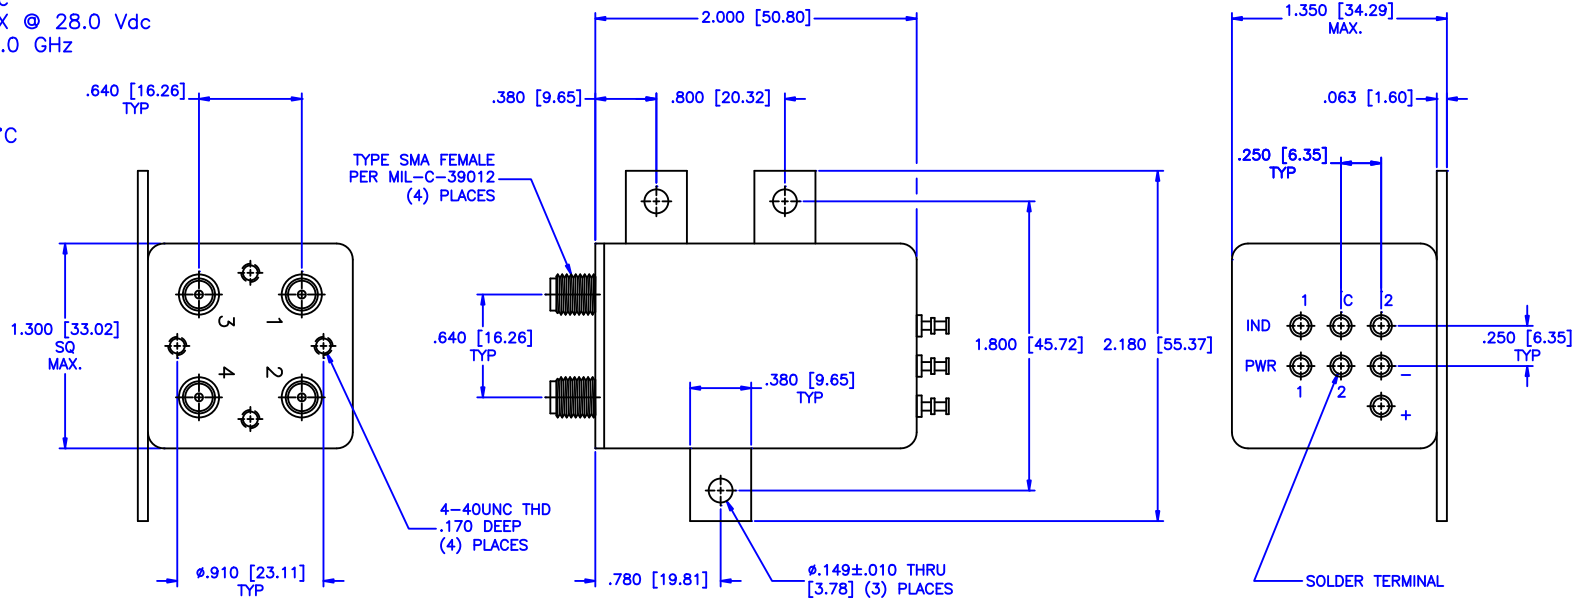 X @ 28.0 Vdc
.0 GHz
°C
.640 [16.26]
TYP
1.300 [33.02]
SQ
MAX.
3
1
4
2
ø.910 [23.11]
TYP
4-40UNC THD
.170 DEEP
(4) PLACES
TYPE SMA FEMALE
PER MIL-C-39012
(4) PLACES
2.000 [50.80]
.380 [9.65]
.800 [20.32]
.640 [16.26]
TYP
.380 [9.65]
TYP
1.800 [45.72]
2.180 [55.37]
.780 [19.81]
ø.149±.010 THRU
[3.78] (3) PLACES
1.350 [34.29]
MAX.
.063 [1.60]
.250 [6.35]
TYP
1 C 2
IND
PWR
-
1 2
+
.250 [6.35]
TYP
SOLDER TERMINAL